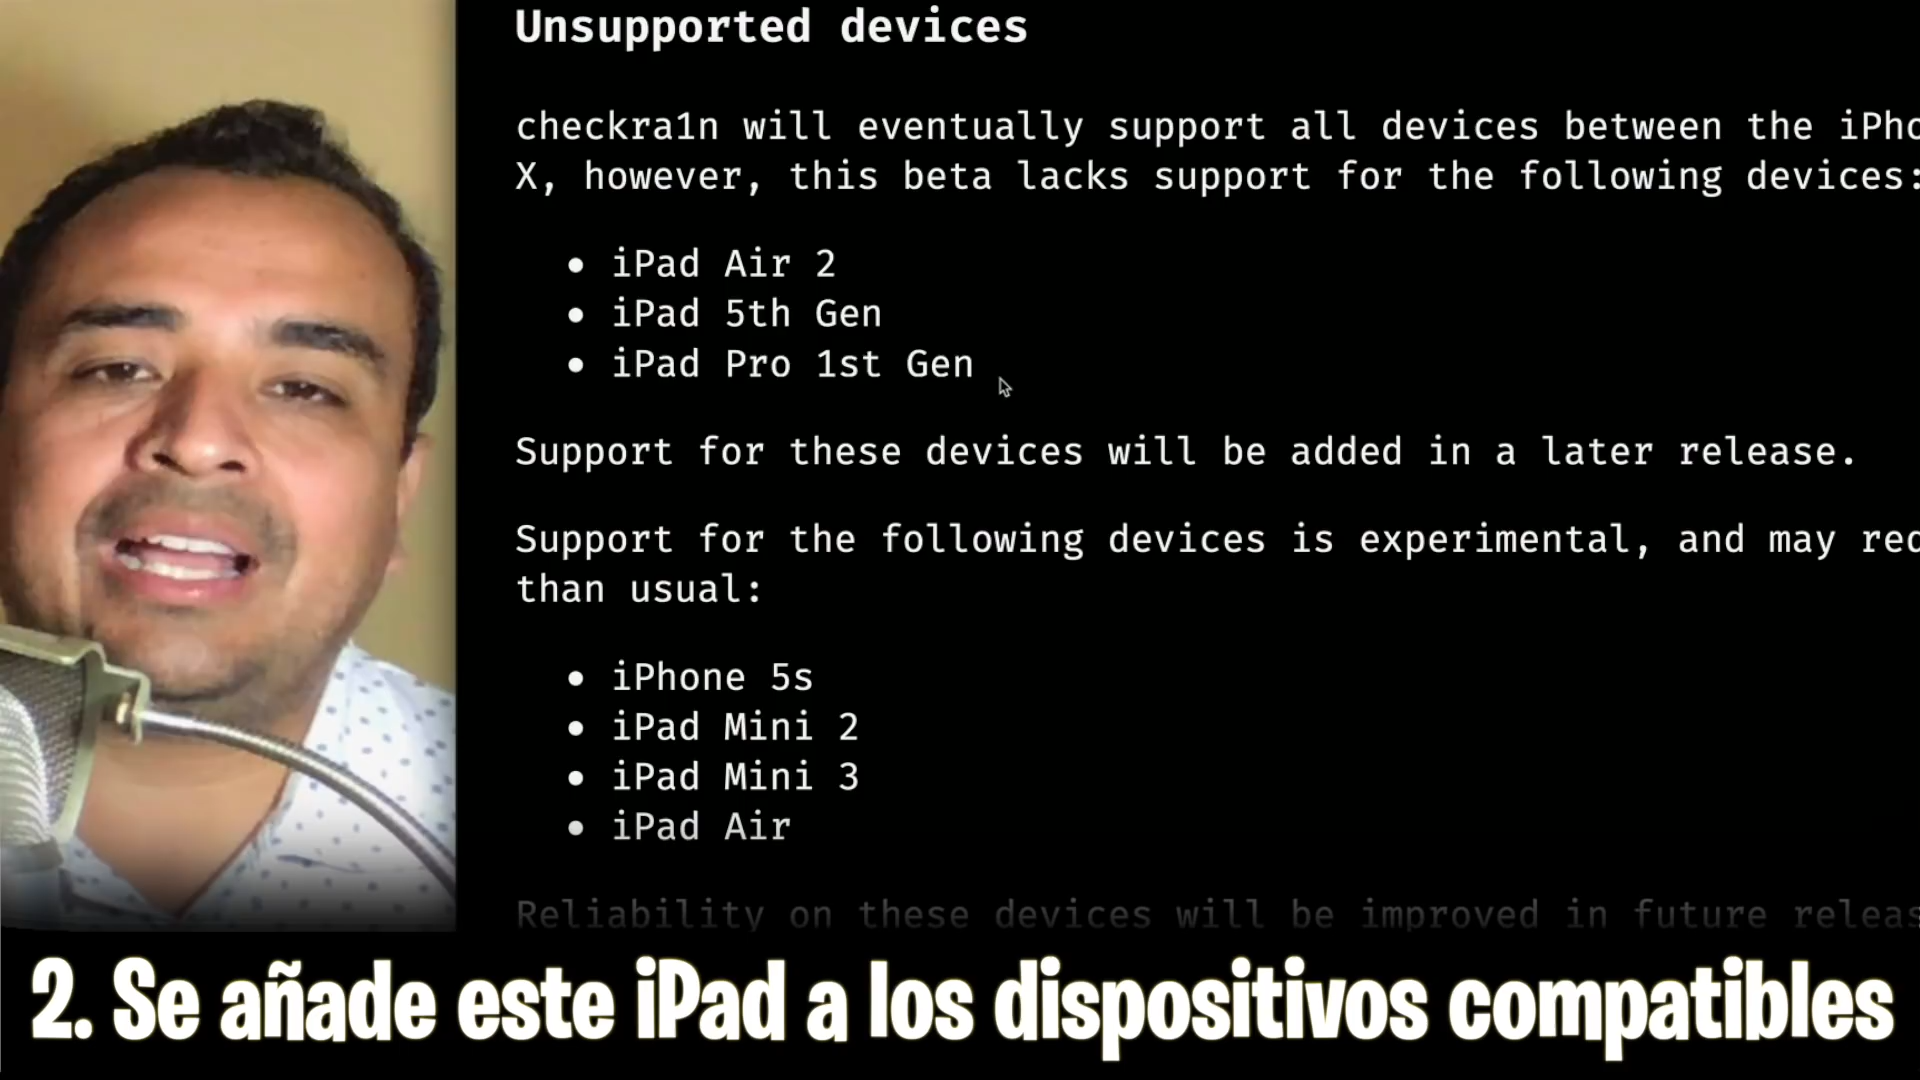 Unsupported devices
checkra1n will eventually support all devices between the
X, however, this beta lacks support for the following devices:
• iPad Air 2
• iPad 5th Gen
• iPad Pro 1st Gen
Support for these devices will be added in a later release.
Support for the following devices is experimental, and may
than usual:
• iPhone 5s
• iPad Mini 2
• iPad Mini 3
• iPad Air
Reliability on these devices will be improved in future
2. Se añade este iPad a los dispositivos compatibles